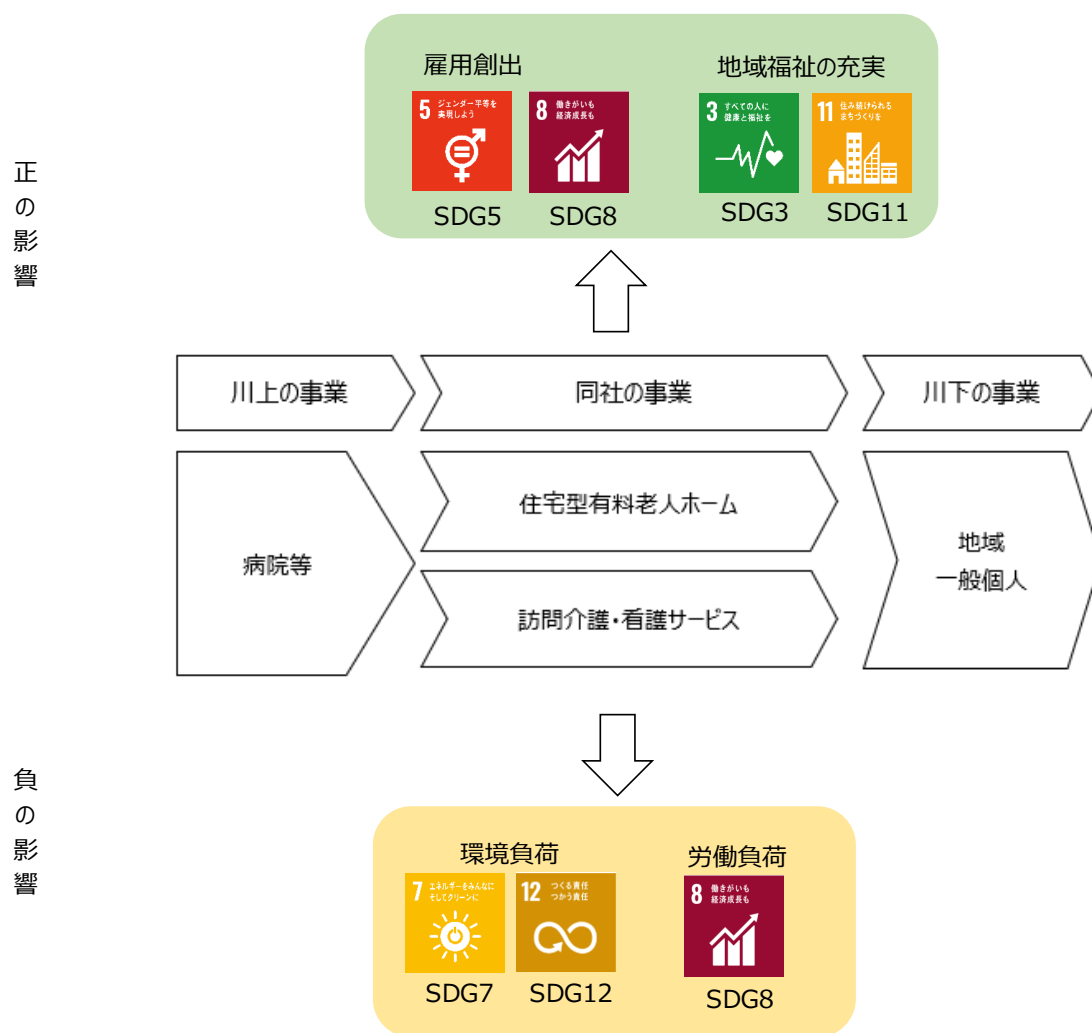 正の影響
雇用創出
地域福祉の充実
5 ジェンダー平等を
実現しよう
8 働きがいも
経済成長も
3 すべての人に
健康と福祉を
11 住み続けられる
まちづくりを
SDG5
SDG8
SDG3
SDG11
川上の事業
同社の事業
川下の事業
病院等
住宅型有料老人ホーム
訪問介護・看護サービス
地域
一般個人
負の影響
環境負荷
労働負荷
7 エネルギーをみんなに
そしてクリーンに
12 つくる責任
つかう責任
8 働きがいも
経済成長も
SDG7
SDG12
SDG8